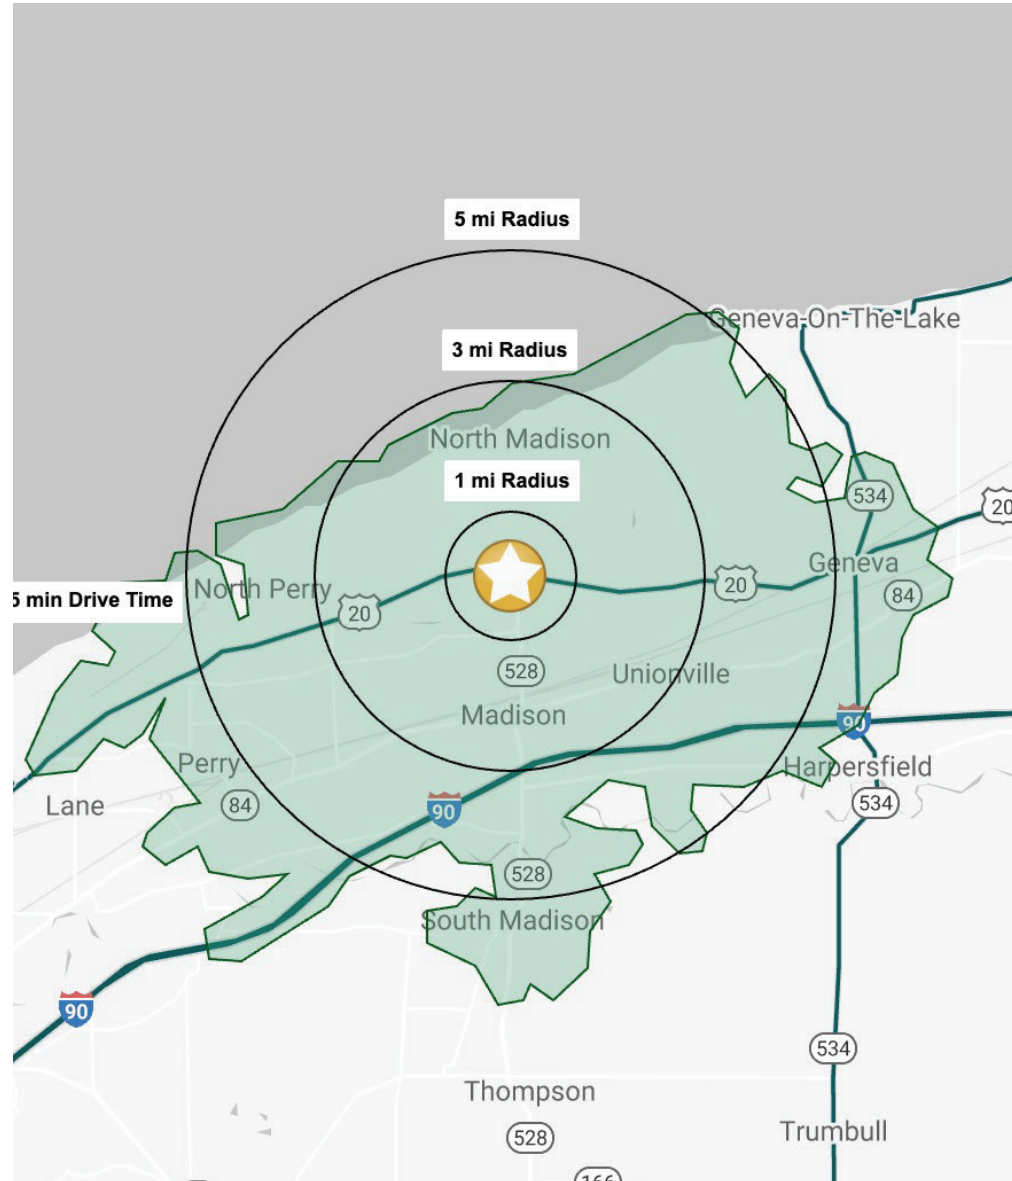 5 mi Radius
Geneva-On-The-Lake
3 mi Radius
North Madison
1 mi Radius
534
20
Geneva
20
84
North Perry
5 min Drive Time
20
528
Unionville
Madison
90
Perry
Harpersfield
Lane
84
90
534
528
South Madison
90
534
Thompson
528
Trumbull
166